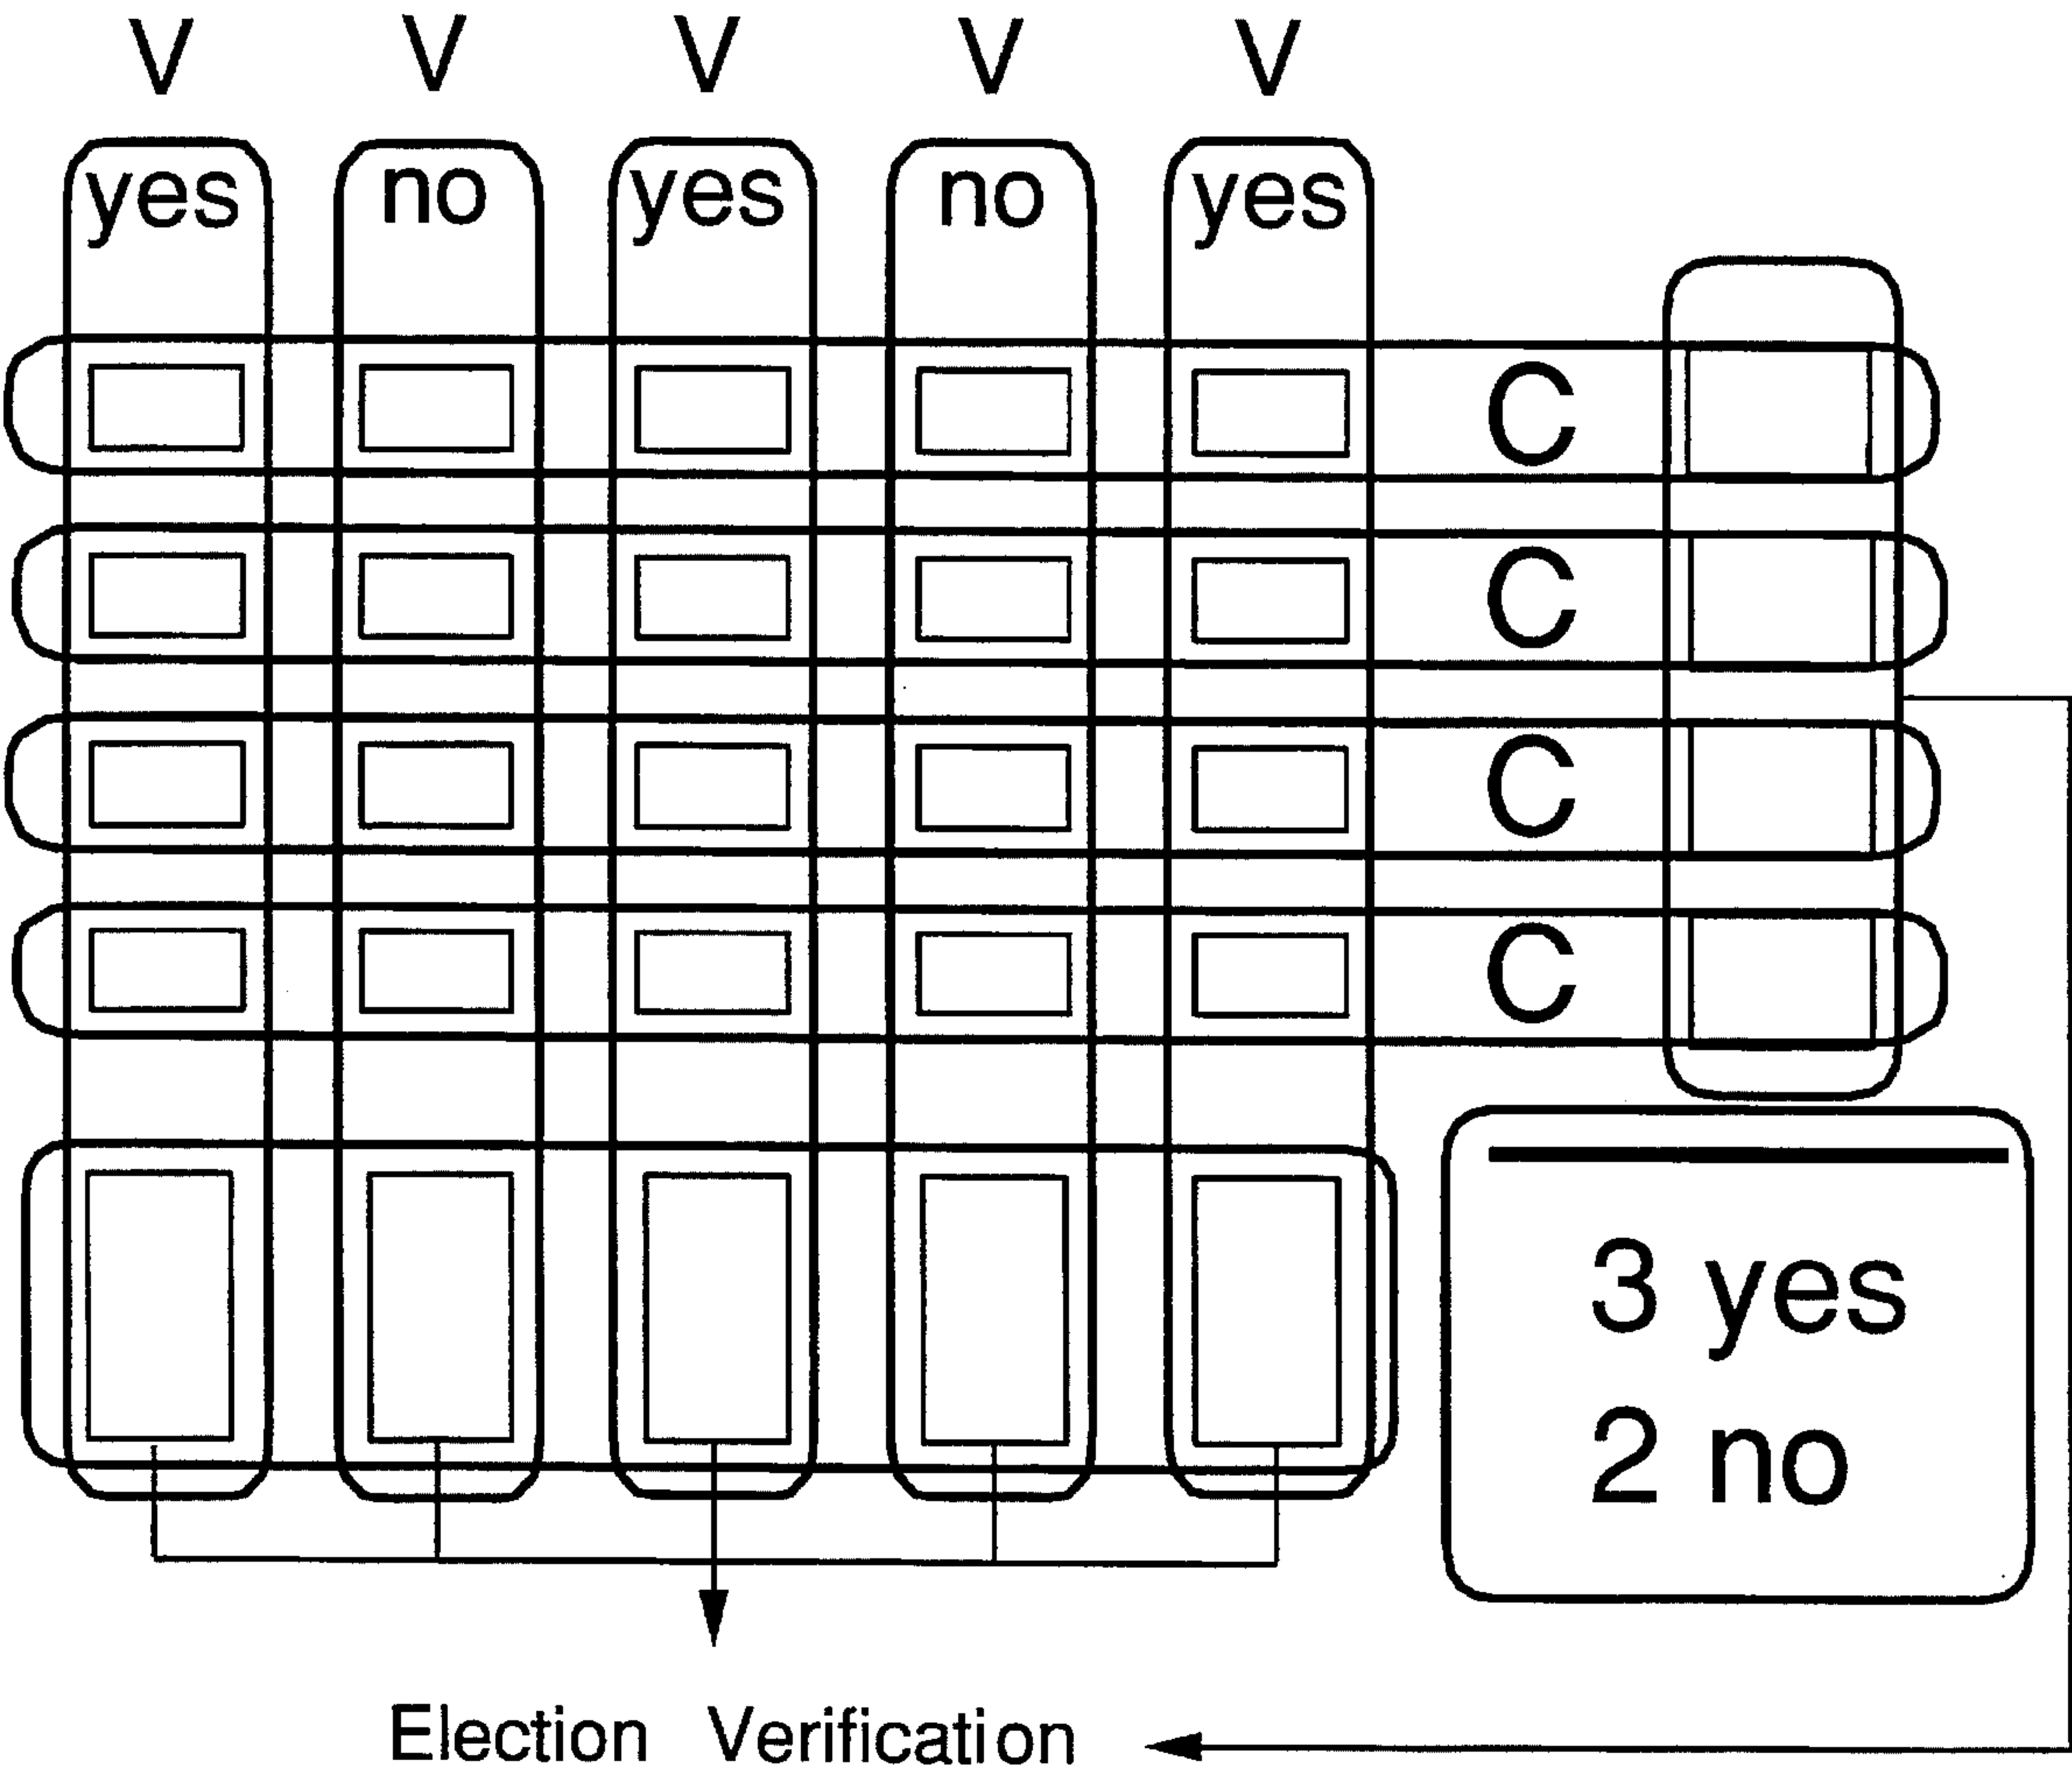 V V V V V
yes no yes no yes
C
C
C
C
3 yes
2 no
Election Verification